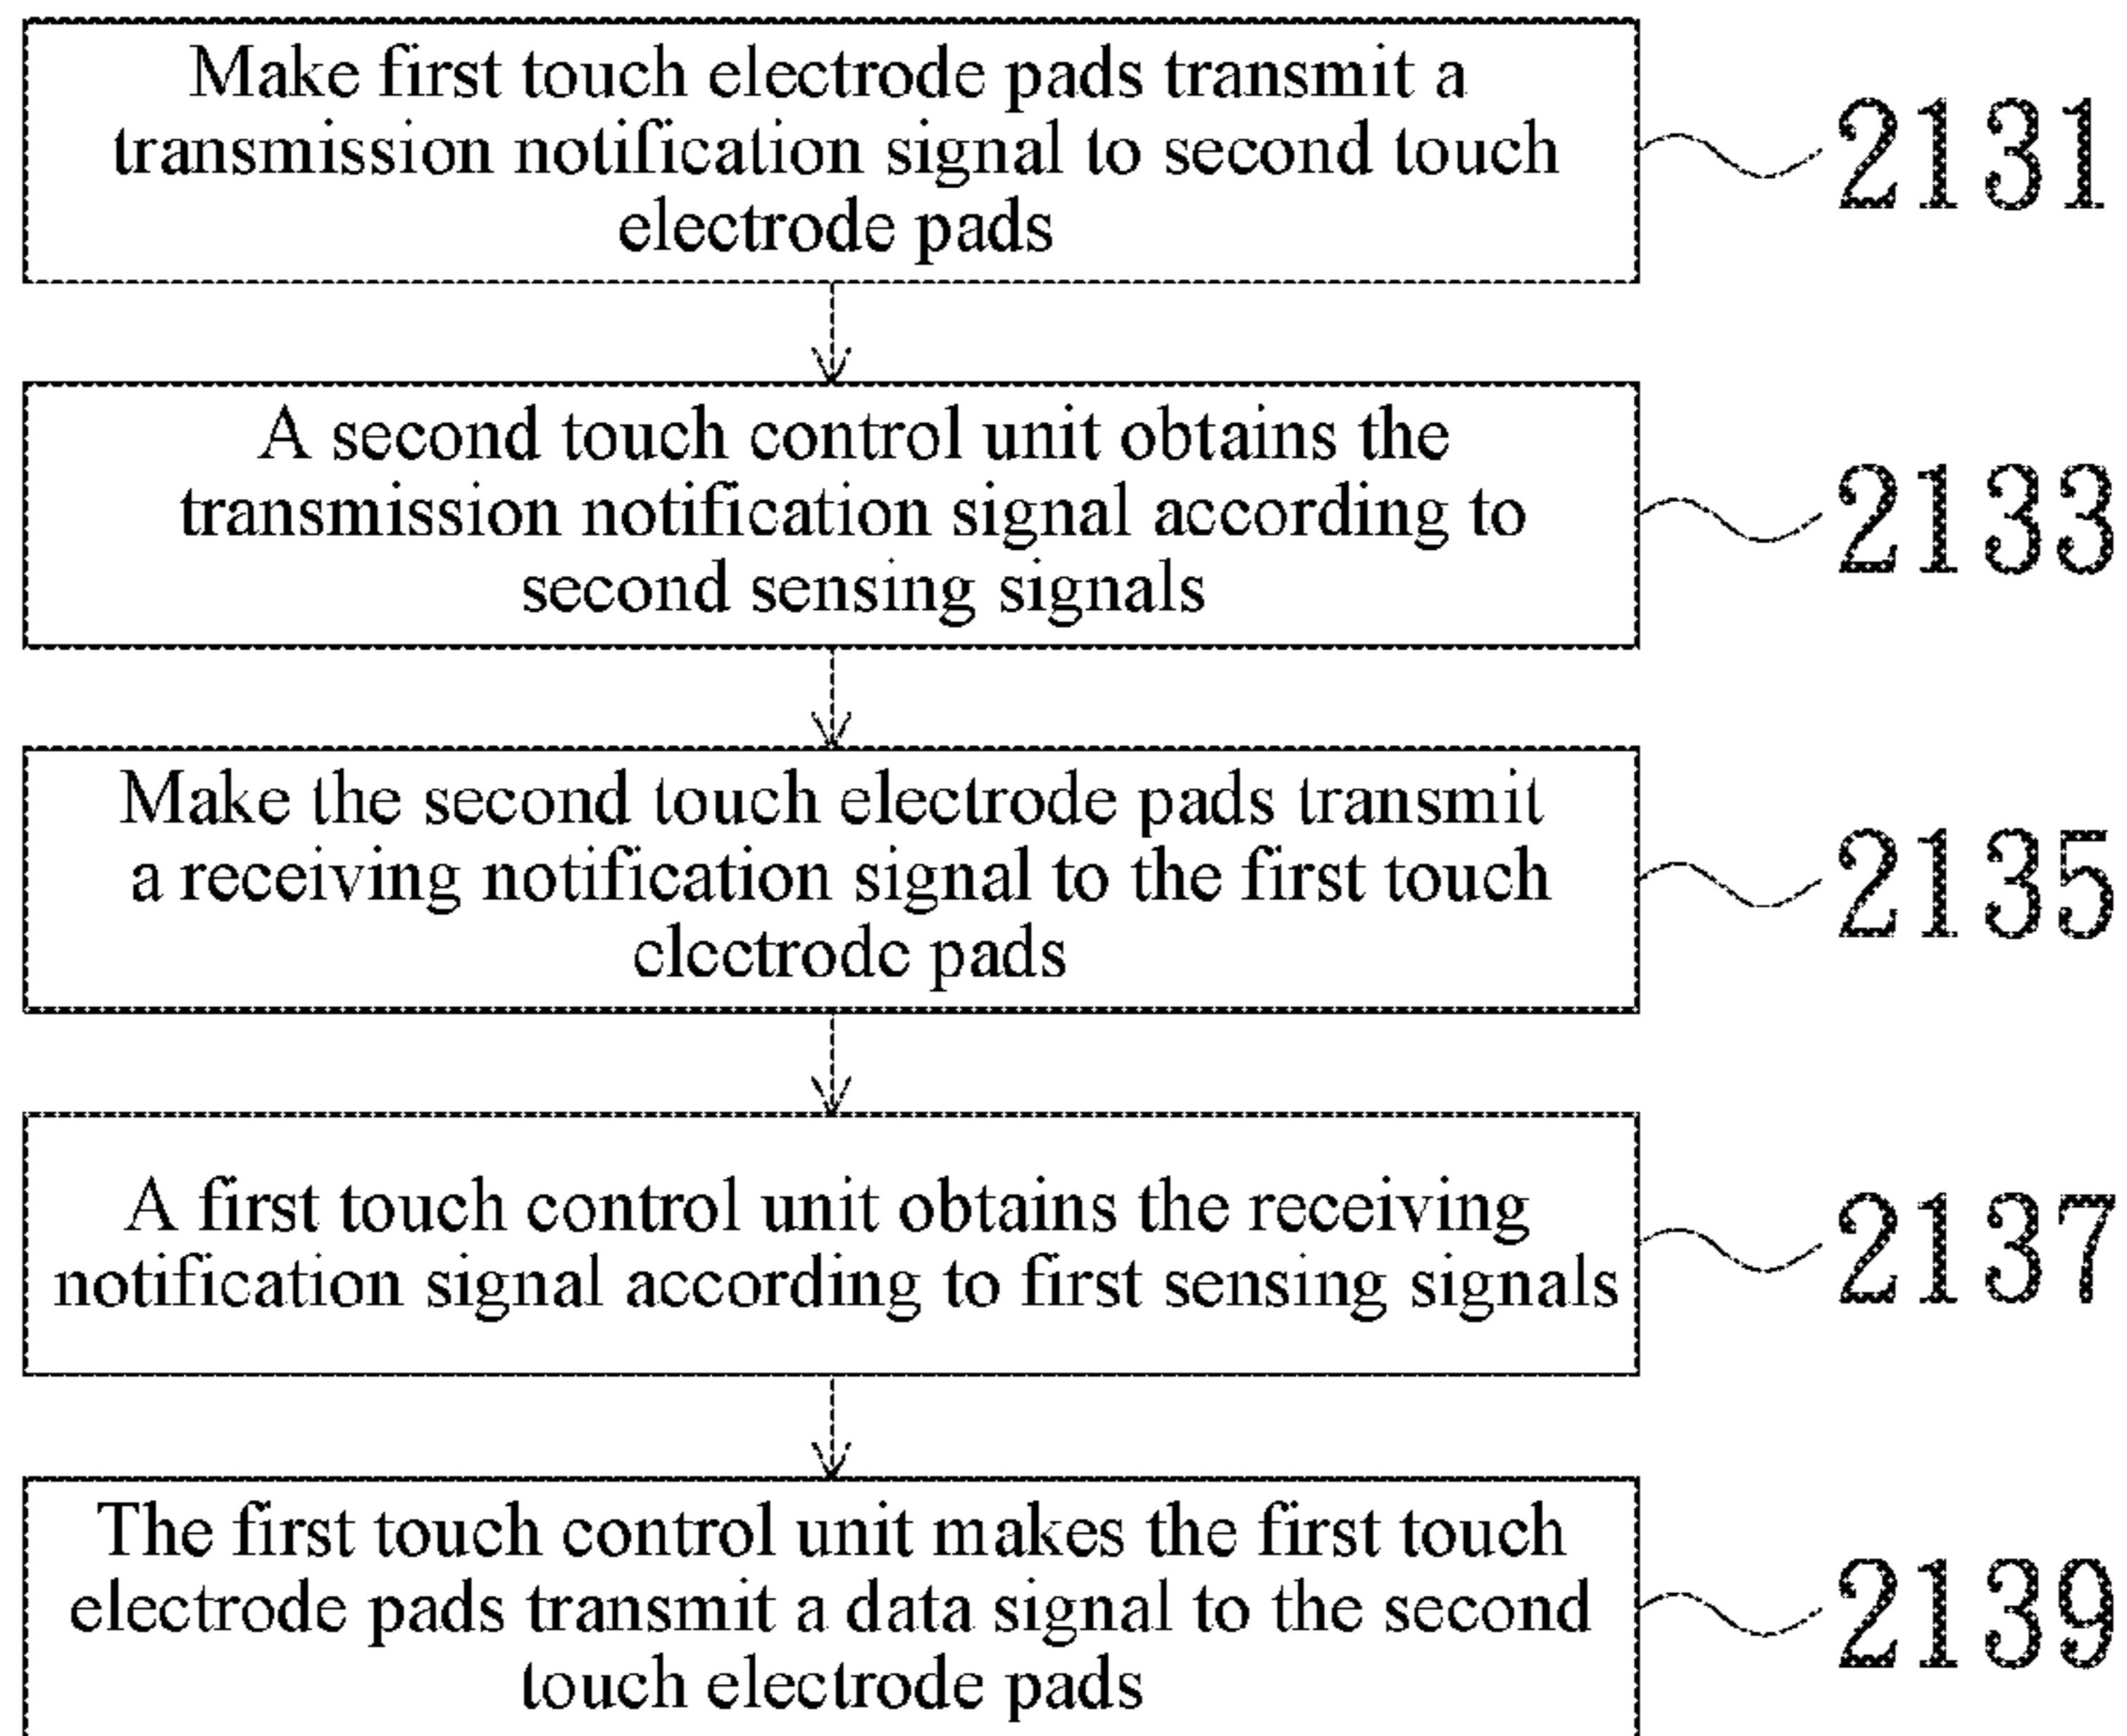 Make first touch electrode pads transmit a
transmission notification signal to second touch
electrode pads
2131
A second touch control unit obtains the
transmission notification signal according to
second sensing signals
2133
Make the second touch electrode pads transmit
a receiving notification signal to the first touch
electrode pads
2135
A first touch control unit obtains the receiving
notification signal according to first sensing signals
2137
The first touch control unit makes the first touch
electrode pads transmit a data signal to the second
touch electrode pads
2139